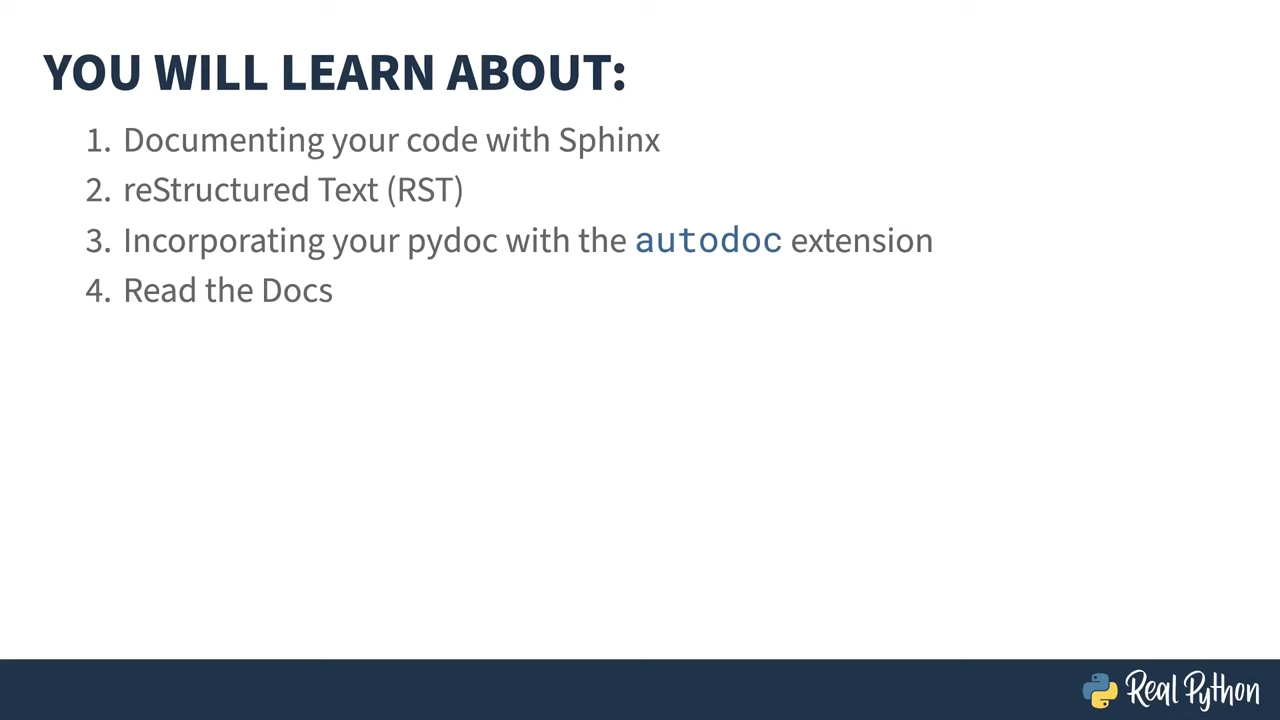 YOU WILL LEARN ABOUT:
1. Documenting your code with Sphinx
2. reStructured Text (RST)
3. Incorporating your pydoc with the autodoc extension
4. Read the Docs
Real Python